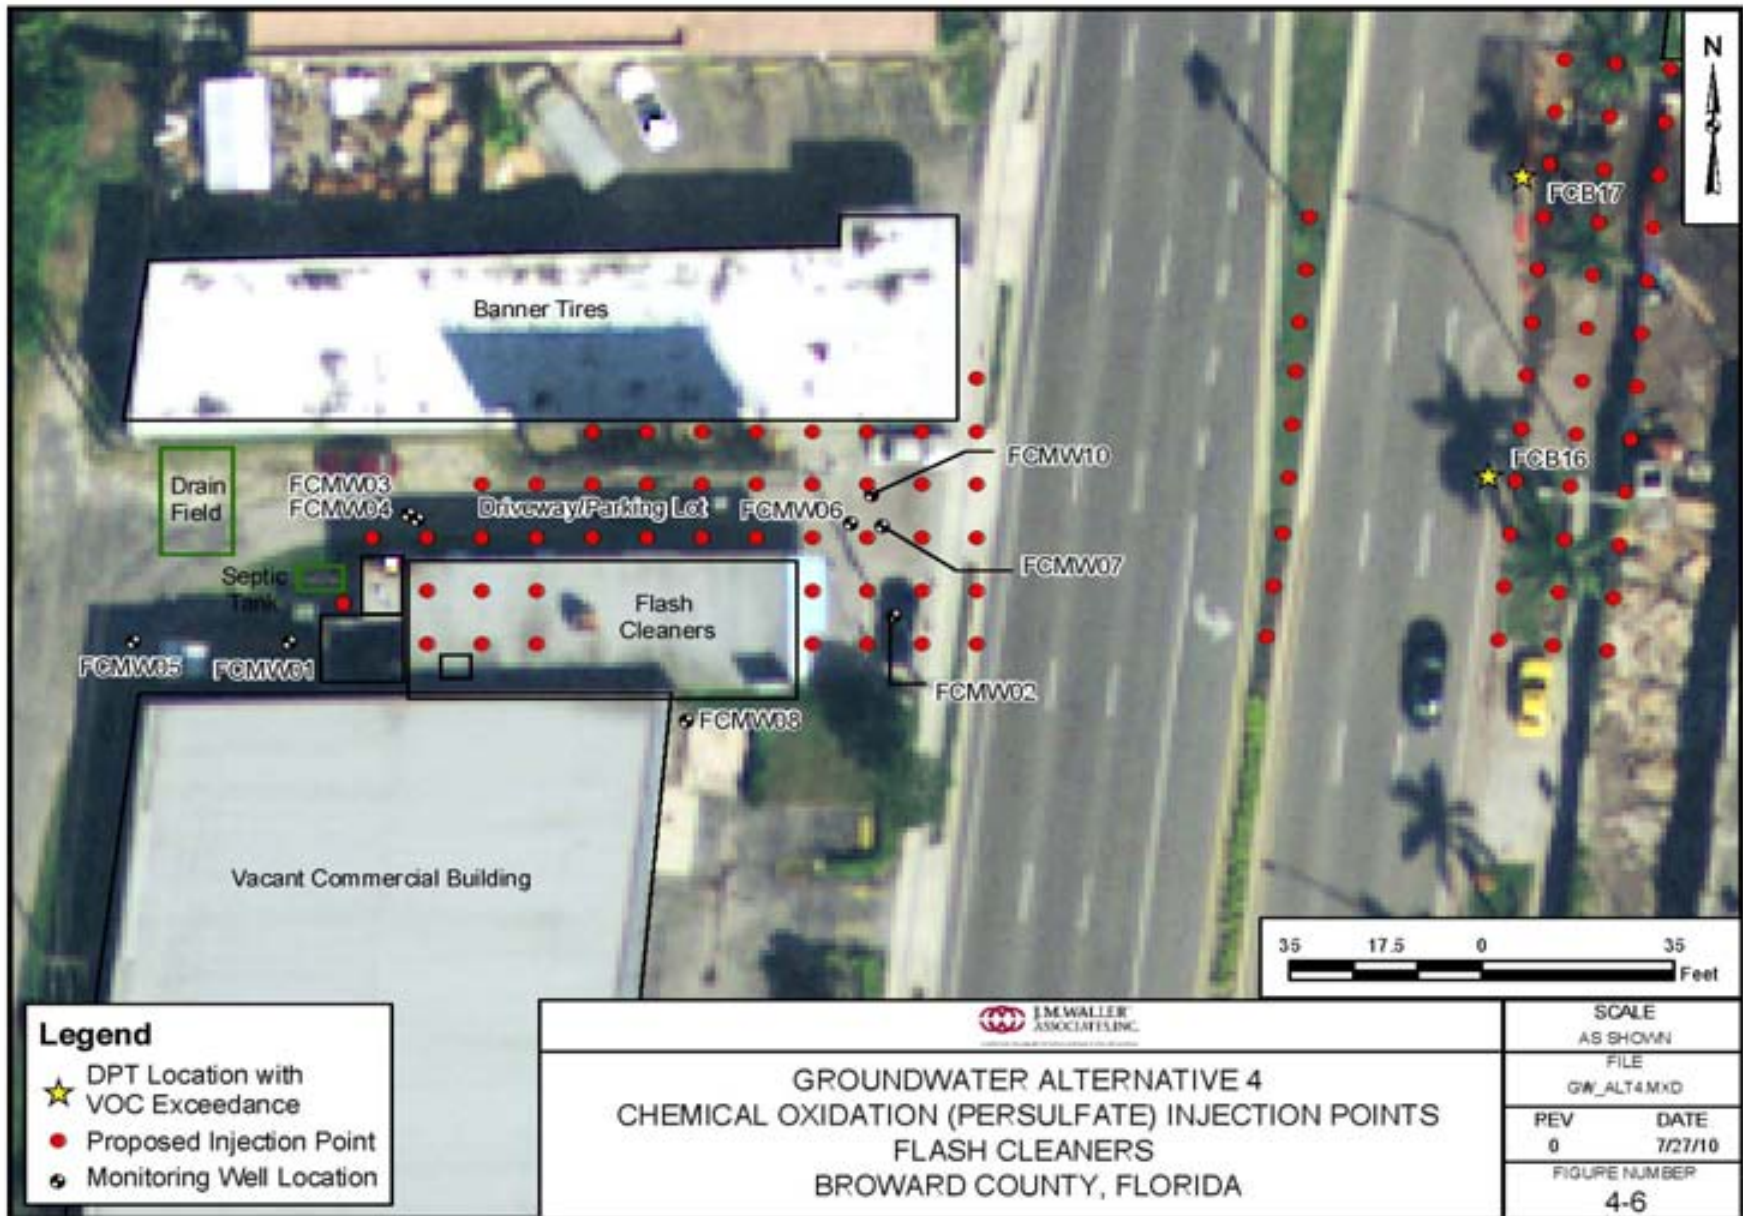 N
FCB17
Banner Tires
FCMW10
FCB16
Drain
Field
FCMW03
FCMW04
Driveway/Parking Lot
FCMW06
FCMW07
Septic
Tank
Flash
Cleaners
FCMW05
FCMW01
FCMW02
FCMW08
Vacant Commercial Building
35 17.5 0 35
Feet
Legend
DPT Location with
VOC Exceedance
Proposed Injection Point
Monitoring Well Location
J.M.WALLER
ASSOCIATES,INC.
GROUNDWATER ALTERNATIVE 4
CHEMICAL OXIDATION (PERSULFATE) INJECTION POINTS
FLASH CLEANERS
BROWARD COUNTY, FLORIDA
SCALE
AS SHOWN
FILE
GW_ALT4.MXD
REV DATE
0 7/27/10
FIGURE NUMBER
4-6